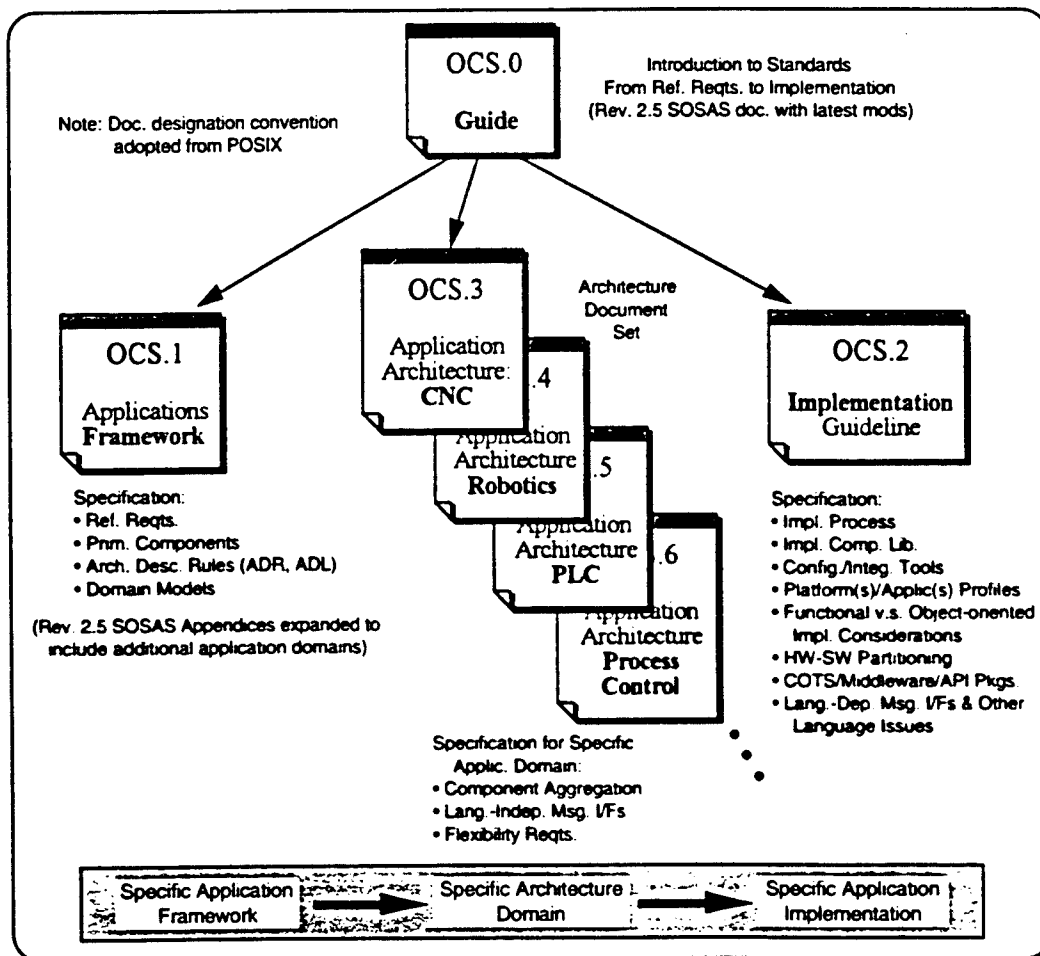 OCS.0
Guide
Introduction to Standards
From Ref. Reqts. to Implementation
(Rev. 2.5 SOSAS doc. with latest mods)
Note: Doc. designation convention
adopted from POSIX
OCS.1
Applications
Framework
Specification:
• Ref. Reqts.
• Prim. Components
• Arch. Desc. Rules (ADR, ADL)
• Domain Models
(Rev. 2.5 SOSAS Appendices expanded to
include additional application domains)
OCS.3
Application
Architecture:
CNC
Architecture
Document
Set
.4
Application
Architecture
Robotics
.5
Application
Architecture
PLC
.6
Application
Architecture
Process
Control
Specification for Specific
Applic. Domain:
• Component Aggregation
• Lang.-Indep. Msg. I/Fs
• Flexibility Reqts.
OCS.2
Implementation
Guideline
Specification:
• Impl. Process
• Impl. Comp. Lib.
• Config./Integ. Tools
• Platform(s)/Applic(s) Profiles
• Functional v.s. Object-oriented
Impl. Considerations
• HW-SW Partitioning
• COTS/Middleware/API Pkgs.
• Lang.-Dep. Msg. I/Fs & Other
Language Issues
Specific Application
Framework
Specific Architecture
Domain
Specific Application
Implementation